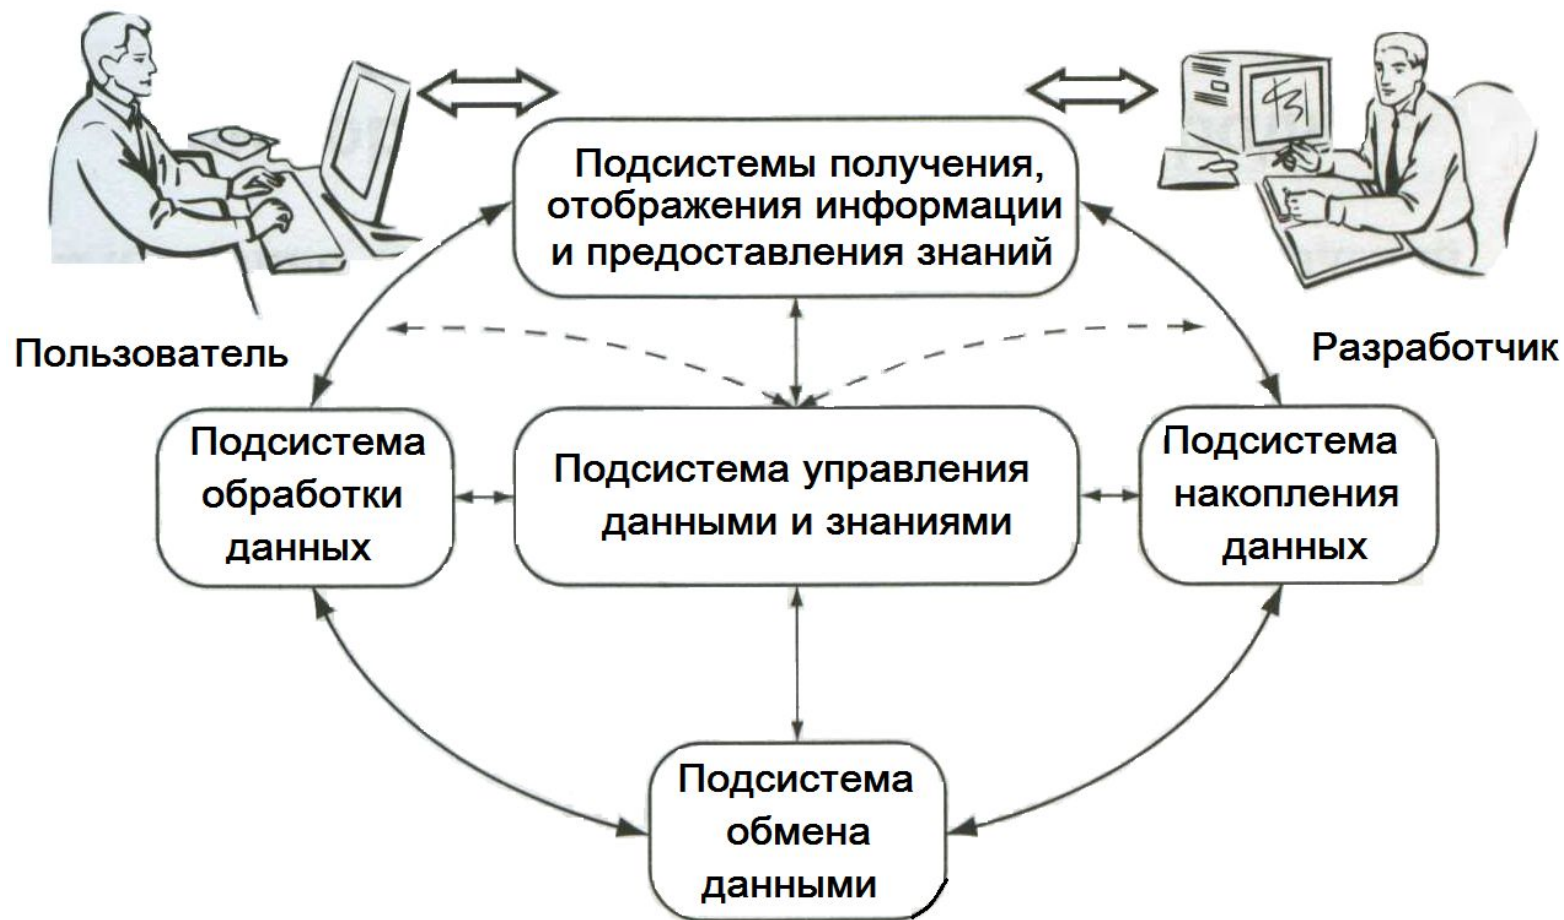 Подсистемы получения,
отображения информации
и предоставления знаний
Пользователь
Разработчик
Подсистема
обработки
данных
Подсистема управления
данными и знаниями
Подсистема
накопления
данных
Подсистема
обмена
данными